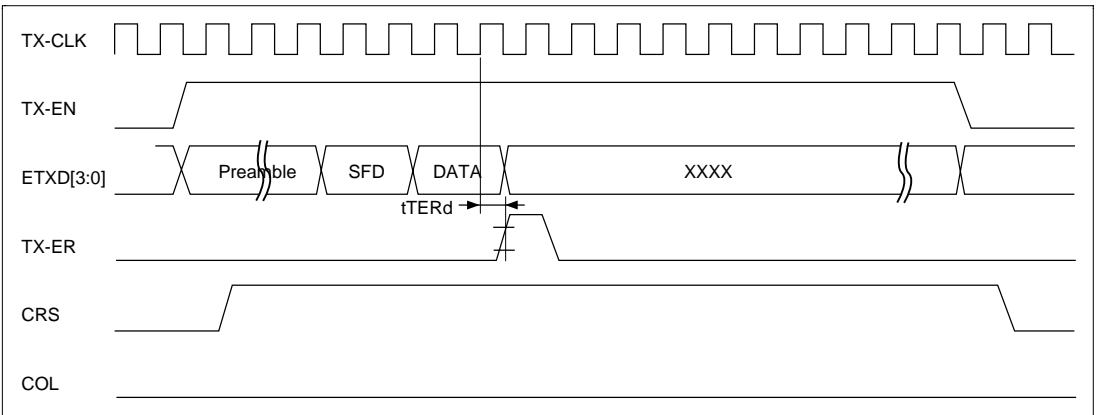 TX-CLK
TX-EN
ETXD[3:0] Preamble SFD DATA XXXX
tTERd
TX-ER
CRS
COL